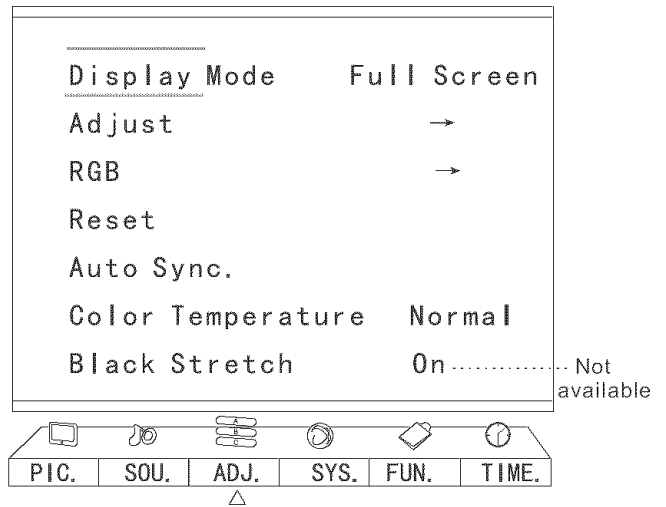 Display Mode Full Screen
Adjust →
RGB →
Reset
Auto Sync.
Color Temperature Normal
Black Stretch On ............... Not available
A
B
C
PIC. SOU. ADJ. SYS. FUN. TIME.